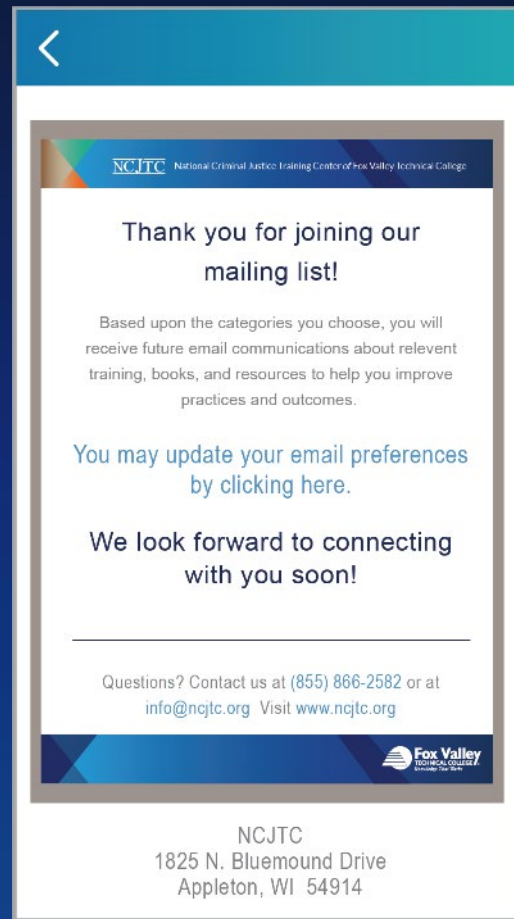 NCJTC National Criminal Justice Training Center of Fox Valley Technical College
Thank you for joining our
mailing list!
Based upon the categories you choose, you will
receive future email communications about relevent
training, books, and resources to help you improve
practices and outcomes.
You may update your email preferences
by clicking here.
We look forward to connecting
with you soon!
Questions? Contact us at (855) 866-2582 or at
info@ncjtc.org Visit www.ncjtc.org
Fox Valley
TECHNICAL COLLEGE
Knowledge That Works
NCJTC
1825 N. Bluemound Drive
Appleton, WI 54914